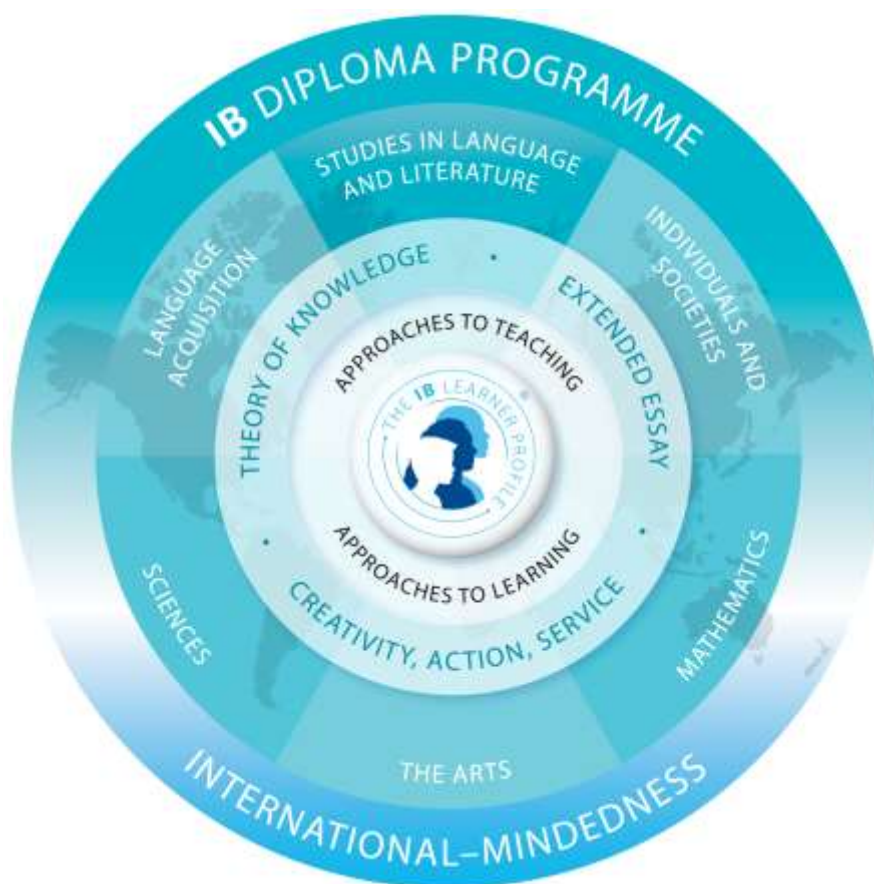 IB DIPLOMA PROGRAMME
STUDIES IN LANGUAGE
AND LITERATURE
LANGUAGE
ACQUISITION
INDIVIDUALS AND
SOCIETIES
THEORY OF KNOWLEDGE
EXTENDED ESSAY
APPROACHES TO TEACHING
• THE IB LEARNER PROFILE •
®
APPROACHES TO LEARNING
CREATIVITY, ACTION, SERVICE
SCIENCES
MATHEMATICS
THE ARTS
INTERNATIONAL–MINDEDNESS